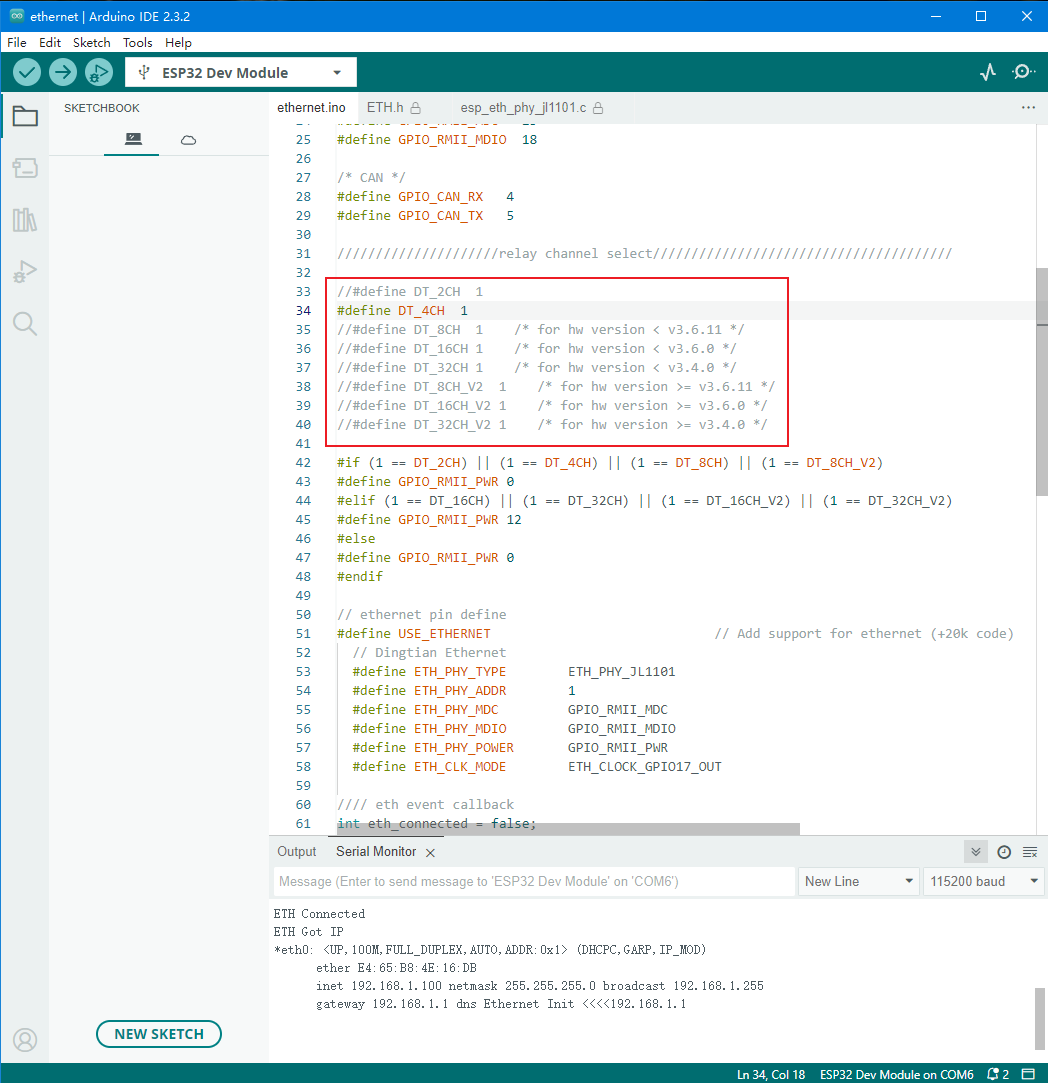 ethernet | Arduino IDE 2.3.2
File Edit Sketch Tools Help
ESP32 Dev Module
SKETCHBOOK
ethernet.ino ETH.h esp_eth_phy_jl1101.c
25 #define GPIO_RMII_MDIO 18
26
27 /* CAN */
28 #define GPIO_CAN_RX 4
29 #define GPIO_CAN_TX 5
30
31 /////////////////////relay channel select///////////////////////////////////////
32
33 //#define DT_2CH 1
34 #define DT_4CH 1
35 //#define DT_8CH 1 /* for hw version < v3.6.11 */
36 //#define DT_16CH 1 /* for hw version < v3.6.0 */
37 //#define DT_32CH 1 /* for hw version < v3.4.0 */
38 //#define DT_8CH_V2 1 /* for hw version >= v3.6.11 */
39 //#define DT_16CH_V2 1 /* for hw version >= v3.6.0 */
40 //#define DT_32CH_V2 1 /* for hw version >= v3.4.0 */
41
42 #if (1 == DT_2CH) || (1 == DT_4CH) || (1 == DT_8CH) || (1 == DT_8CH_V2)
43 #define GPIO_RMII_PWR 0
44 #elif (1 == DT_16CH) || (1 == DT_32CH) || (1 == DT_16CH_V2) || (1 == DT_32CH_V2)
45 #define GPIO_RMII_PWR 12
46 #else
47 #define GPIO_RMII_PWR 0
48 #endif
49
50 // ethernet pin define
51 #define USE_ETHERNET // Add support for ethernet (+20k code)
52 // Dingtian Ethernet
53 #define ETH_PHY_TYPE ETH_PHY_JL1101
54 #define ETH_PHY_ADDR 1
55 #define ETH_PHY_MDC GPIO_RMII_MDC
56 #define ETH_PHY_MDIO GPIO_RMII_MDIO
57 #define ETH_PHY_POWER GPIO_RMII_PWR
58 #define ETH_CLK_MODE ETH_CLOCK_GPIO17_OUT
59
60 //// eth event callback
61 int eth_connected = false;
Output Serial Monitor
Message (Enter to send message to 'ESP32 Dev Module' on 'COM6') New Line 115200 baud
ETH Connected
ETH Got IP
*eth0: <UP,100M,FULL_DUPLEX,AUTO,ADDR:0x1> (DHCPC,GARP,IP_MOD)
ether E4:65:B8:4E:16:DB
inet 192.168.1.100 netmask 255.255.255.0 broadcast 192.168.1.255
gateway 192.168.1.1 dns Ethernet Init <<<<192.168.1.1
NEW SKETCH
Ln 34, Col 18 ESP32 Dev Module on COM6 2